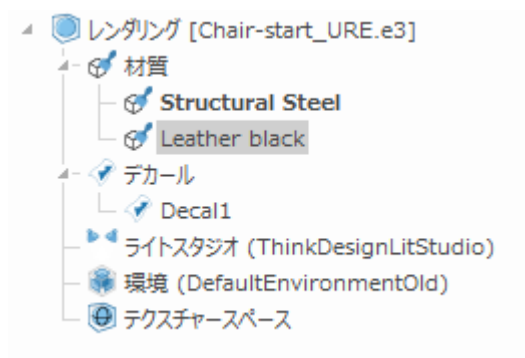 レンダリング [Chair-start_URE.e3]
材質
Structural Steel
Leather black
デカール
Decal1
ライトスタジオ (ThinkDesignLitStudio)
環境 (DefaultEnvironmentOld)
テクスチャースペース